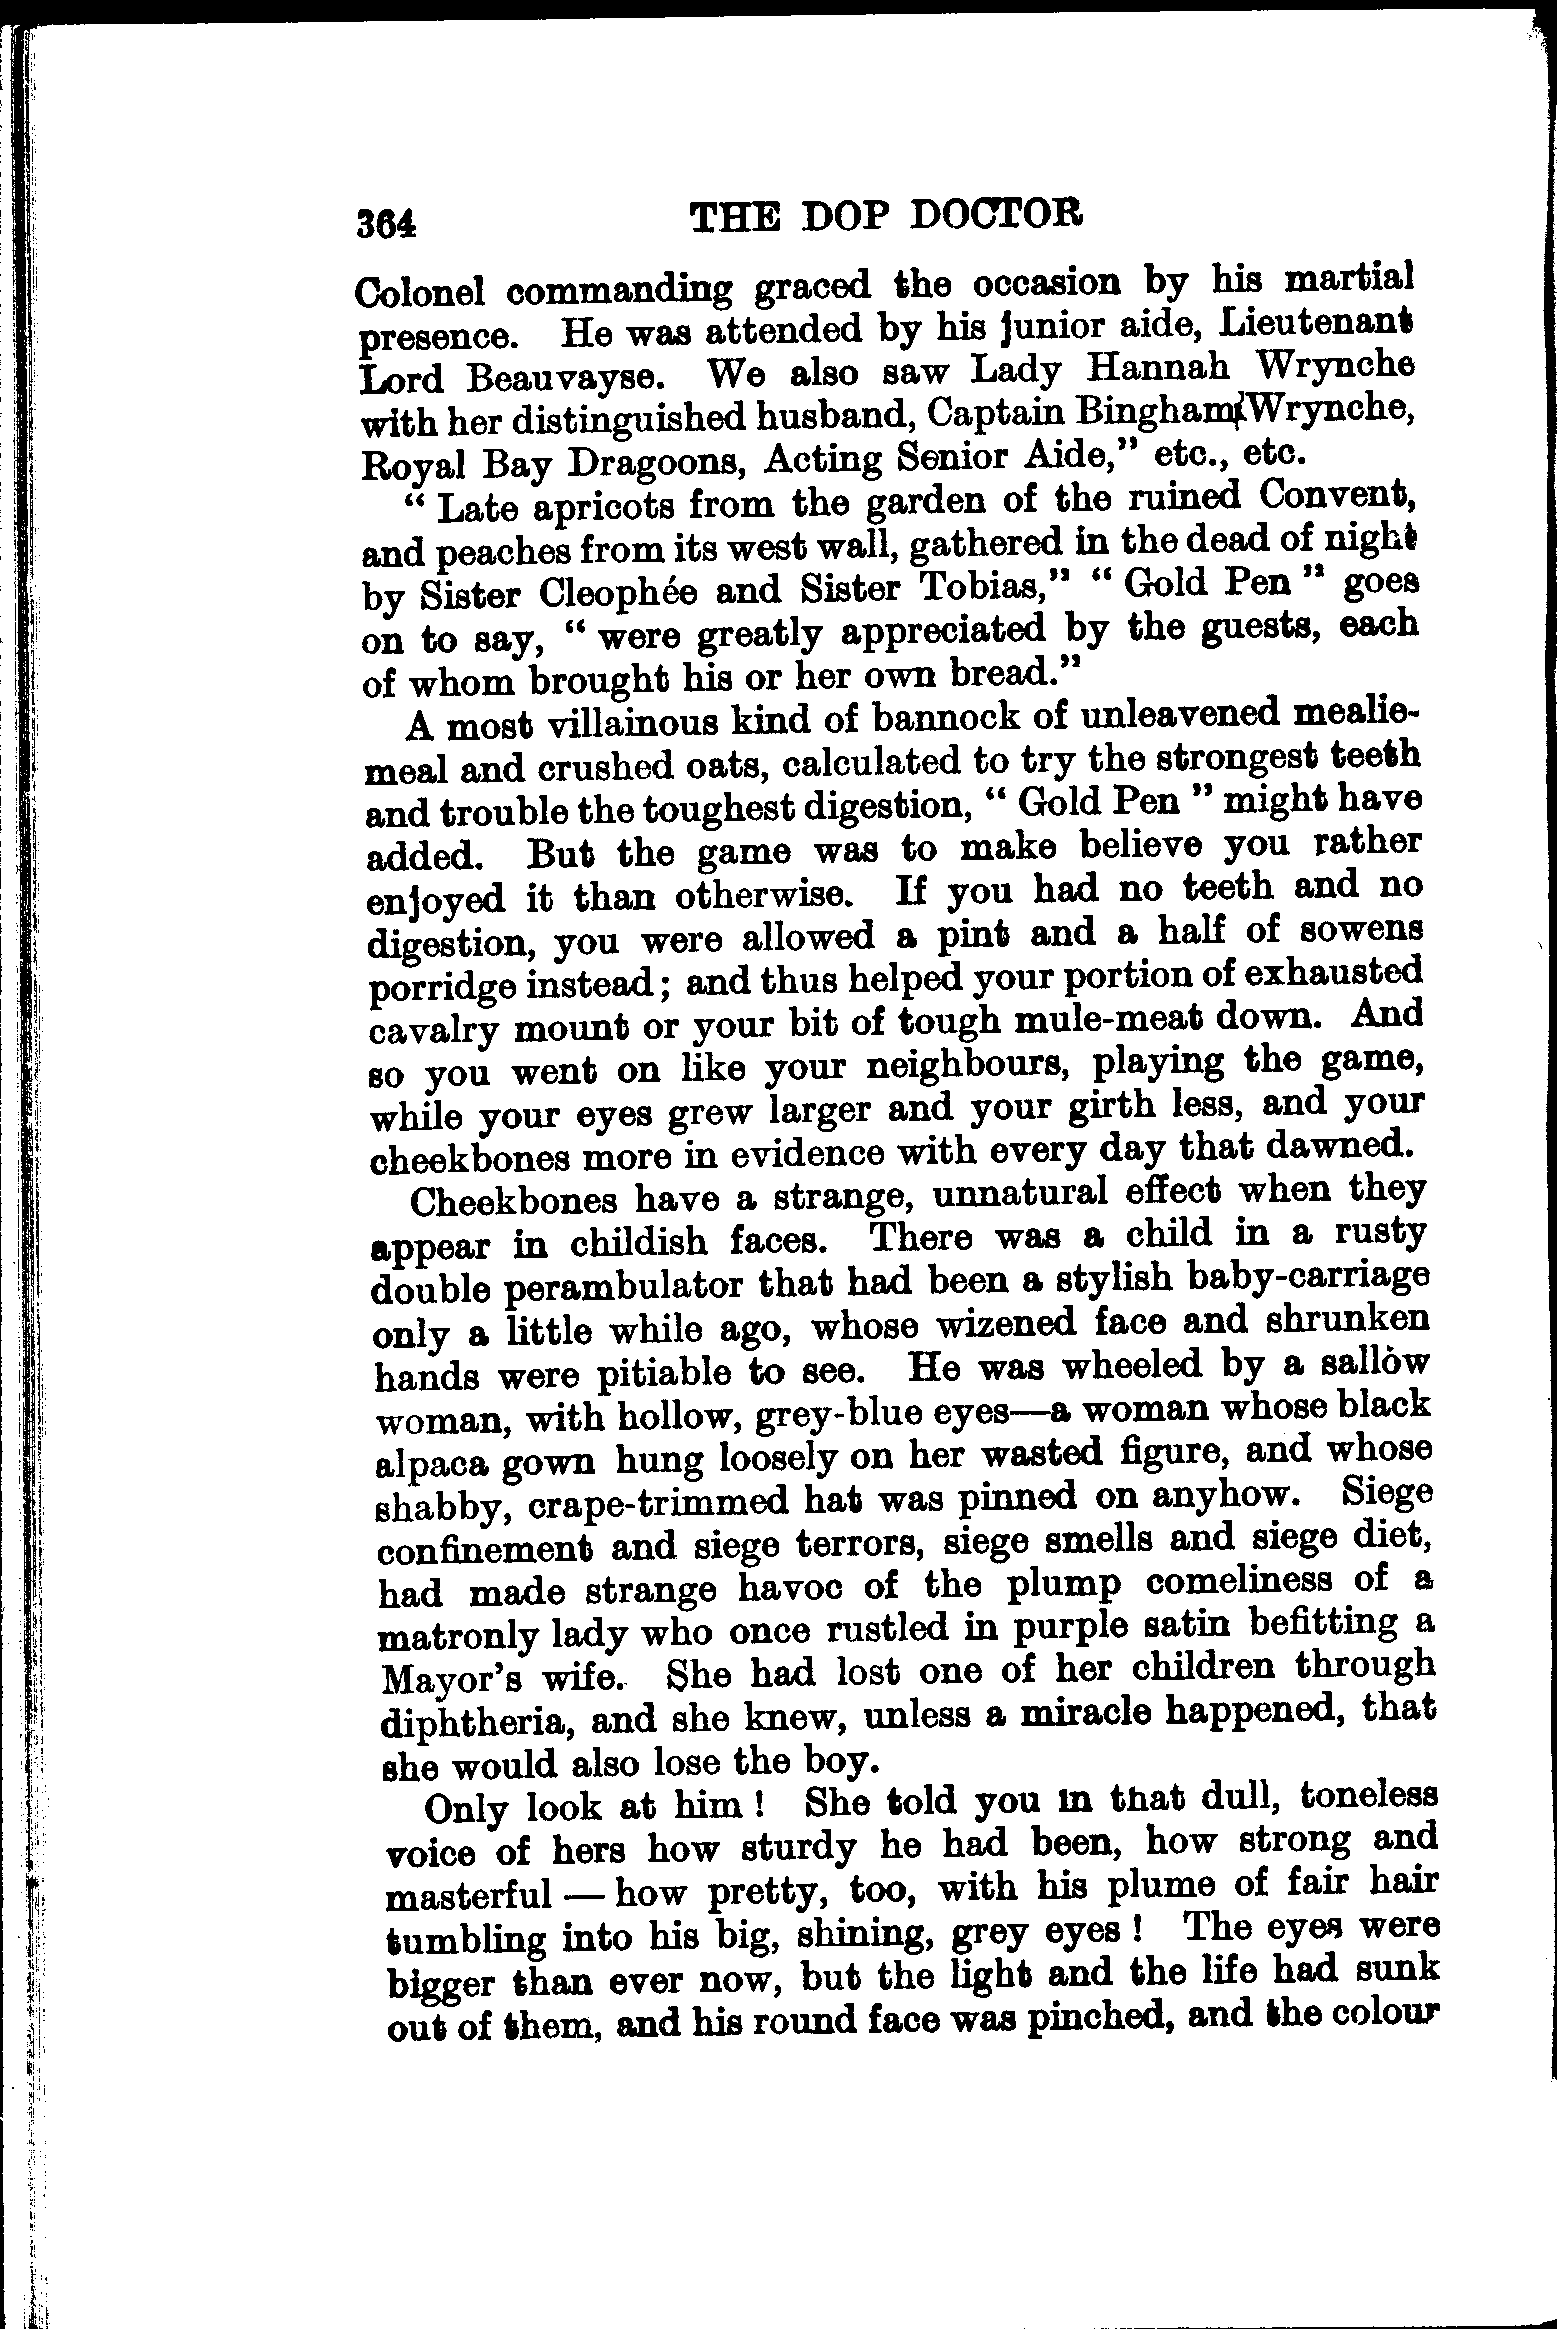 364 THE DOP DOCTOR
Colonel commanding graced the occasion by his martial
presence. He was attended by his junior aide, Lieutenant
Lord Beauvayse. We also saw Lady Hannah Wrynche
with her distinguished husband, Captain Bingham Wrynche,
Royal Bay Dragoons, Acting Senior Aide," etc., etc.
" Late apricots from the garden of the ruined Convent,
and peaches from its west wall, gathered in the dead of night
by Sister Cleophée and Sister Tobias," " Gold Pen " goes
on to say, " were greatly appreciated by the guests, each
of whom brought his or her own bread."
A most villainous kind of bannock of unleavened mealie-
meal and crushed oats, calculated to try the strongest teeth
and trouble the toughest digestion, " Gold Pen " might have
added. But the game was to make believe you rather
enjoyed it than otherwise. If you had no teeth and no
digestion, you were allowed a pint and a half of sowens
porridge instead; and thus helped your portion of exhausted
cavalry mount or your bit of tough mule-meat down. And
so you went on like your neighbours, playing the game,
while your eyes grew larger and your girth less, and your
cheekbones more in evidence with every day that dawned.
Cheekbones have a strange, unnatural effect when they
appear in childish faces. There was a child in a rusty
double perambulator that had been a stylish baby-carriage
only a little while ago, whose wizened face and shrunken
hands were pitiable to see. He was wheeled by a sallow
woman, with hollow, grey-blue eyes—a woman whose black
alpaca gown hung loosely on her wasted figure, and whose
shabby, crape-trimmed hat was pinned on anyhow. Siege
confinement and siege terrors, siege smells and siege diet,
had made strange havoc of the plump comeliness of a
matronly lady who once rustled in purple satin befitting a
Mayor's wife. She had lost one of her children through
diphtheria, and she knew, unless a miracle happened, that
she would also lose the boy.
Only look at him ! She told you in that dull, toneless
voice of hers how sturdy he had been, how strong and
masterful — how pretty, too, with his plume of fair hair
tumbling into his big, shining, grey eyes ! The eyes were
bigger than ever now, but the light and the life had sunk
out of them, and his round face was pinched, and the colour